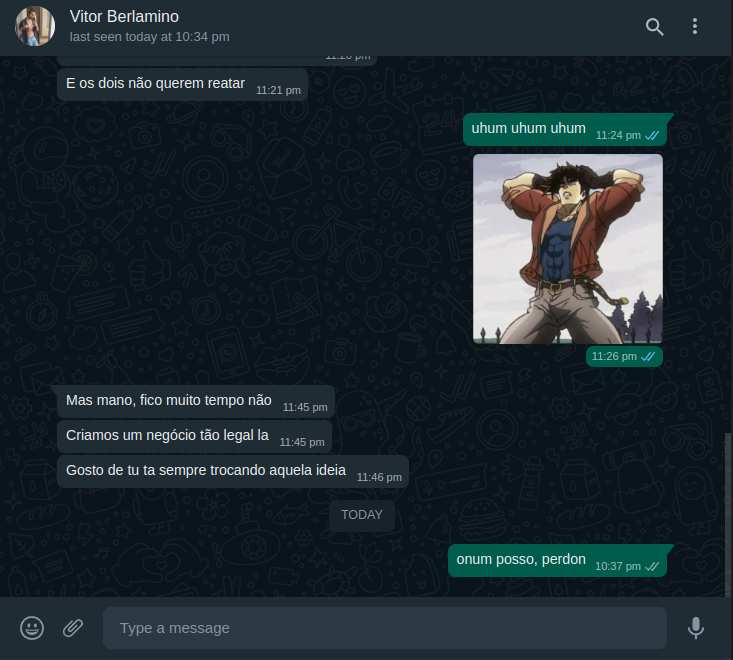 Vitor Berlamino
last seen today at 10:34 pm
E os dois não querem reatar 11:21 pm
uhum uhum uhum 11:24 pm
11:26 pm
Mas mano, fico muito tempo não 11:45 pm
Criamos um negócio tão legal la 11:45 pm
Gosto de tu ta sempre trocando aquela ideia 11:46 pm
TODAY
onum posso, perdon 10:37 pm
Type a message